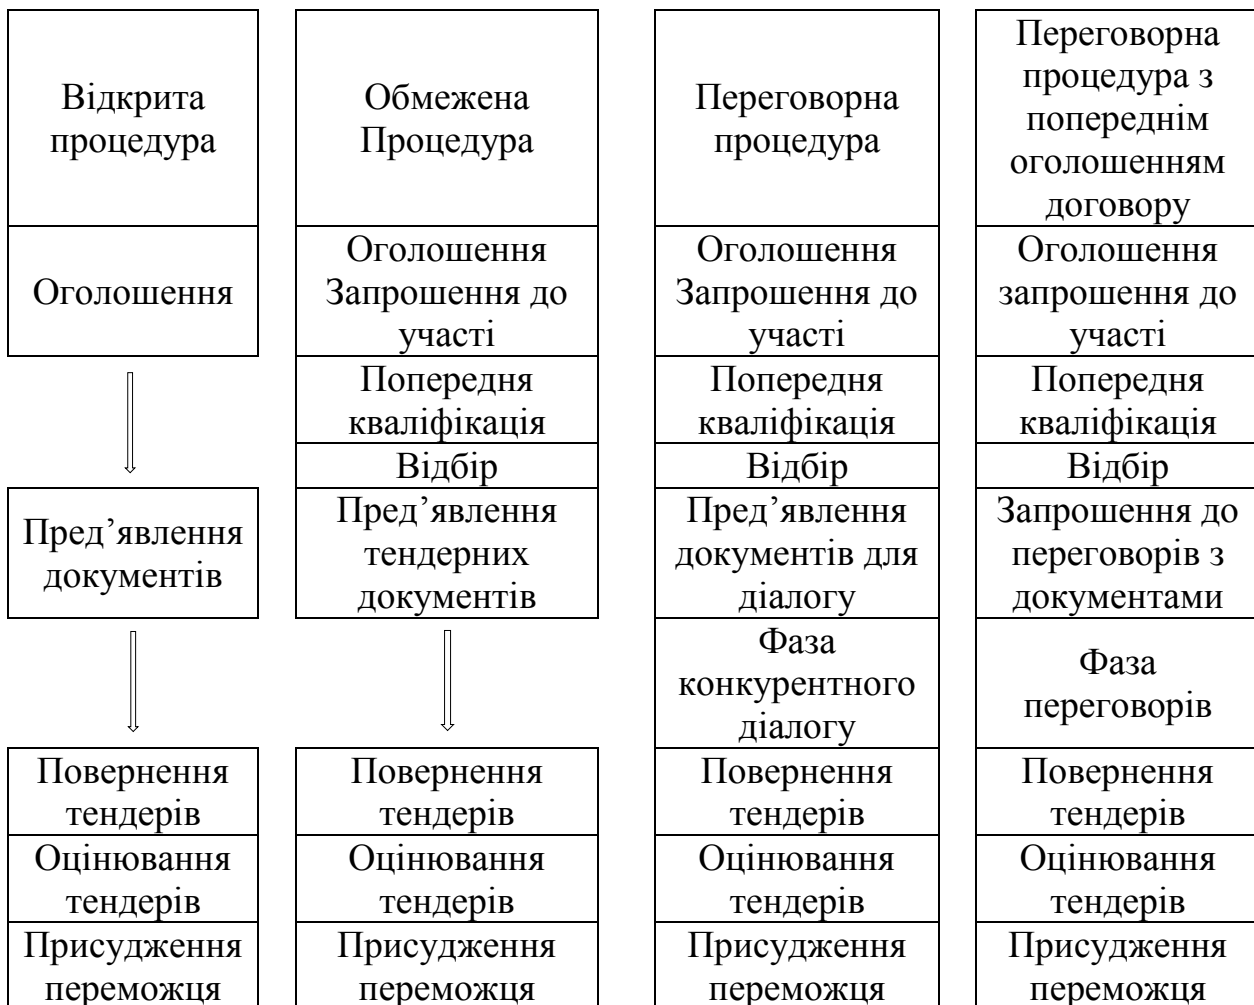 Відкрита
процедура
Оголошення
Пред’явлення
документів
Повернення
тендерів
Оцінювання
тендерів
Присудження
переможця
Обмежена
Процедура
Оголошення
Запрошення до
участі
Попередня
кваліфікація
Відбір
Пред’явлення
тендерних
документів
Повернення
тендерів
Оцінювання
тендерів
Присудження
переможця
Переговорна
процедура
Оголошення
Запрошення до
участі
Попередня
кваліфікація
Відбір
Пред’явлення
документів для
діалогу
Фаза
конкурентного
діалогу
Повернення
тендерів
Оцінювання
тендерів
Присудження
переможця
Переговорна
процедура з
попереднім
оголошенням
договору
Оголошення
запрошення до
участі
Попередня
кваліфікація
Відбір
Запрошення до
переговорів з
документами
Фаза
переговорів
Повернення
тендерів
Оцінювання
тендерів
Присудження
переможця